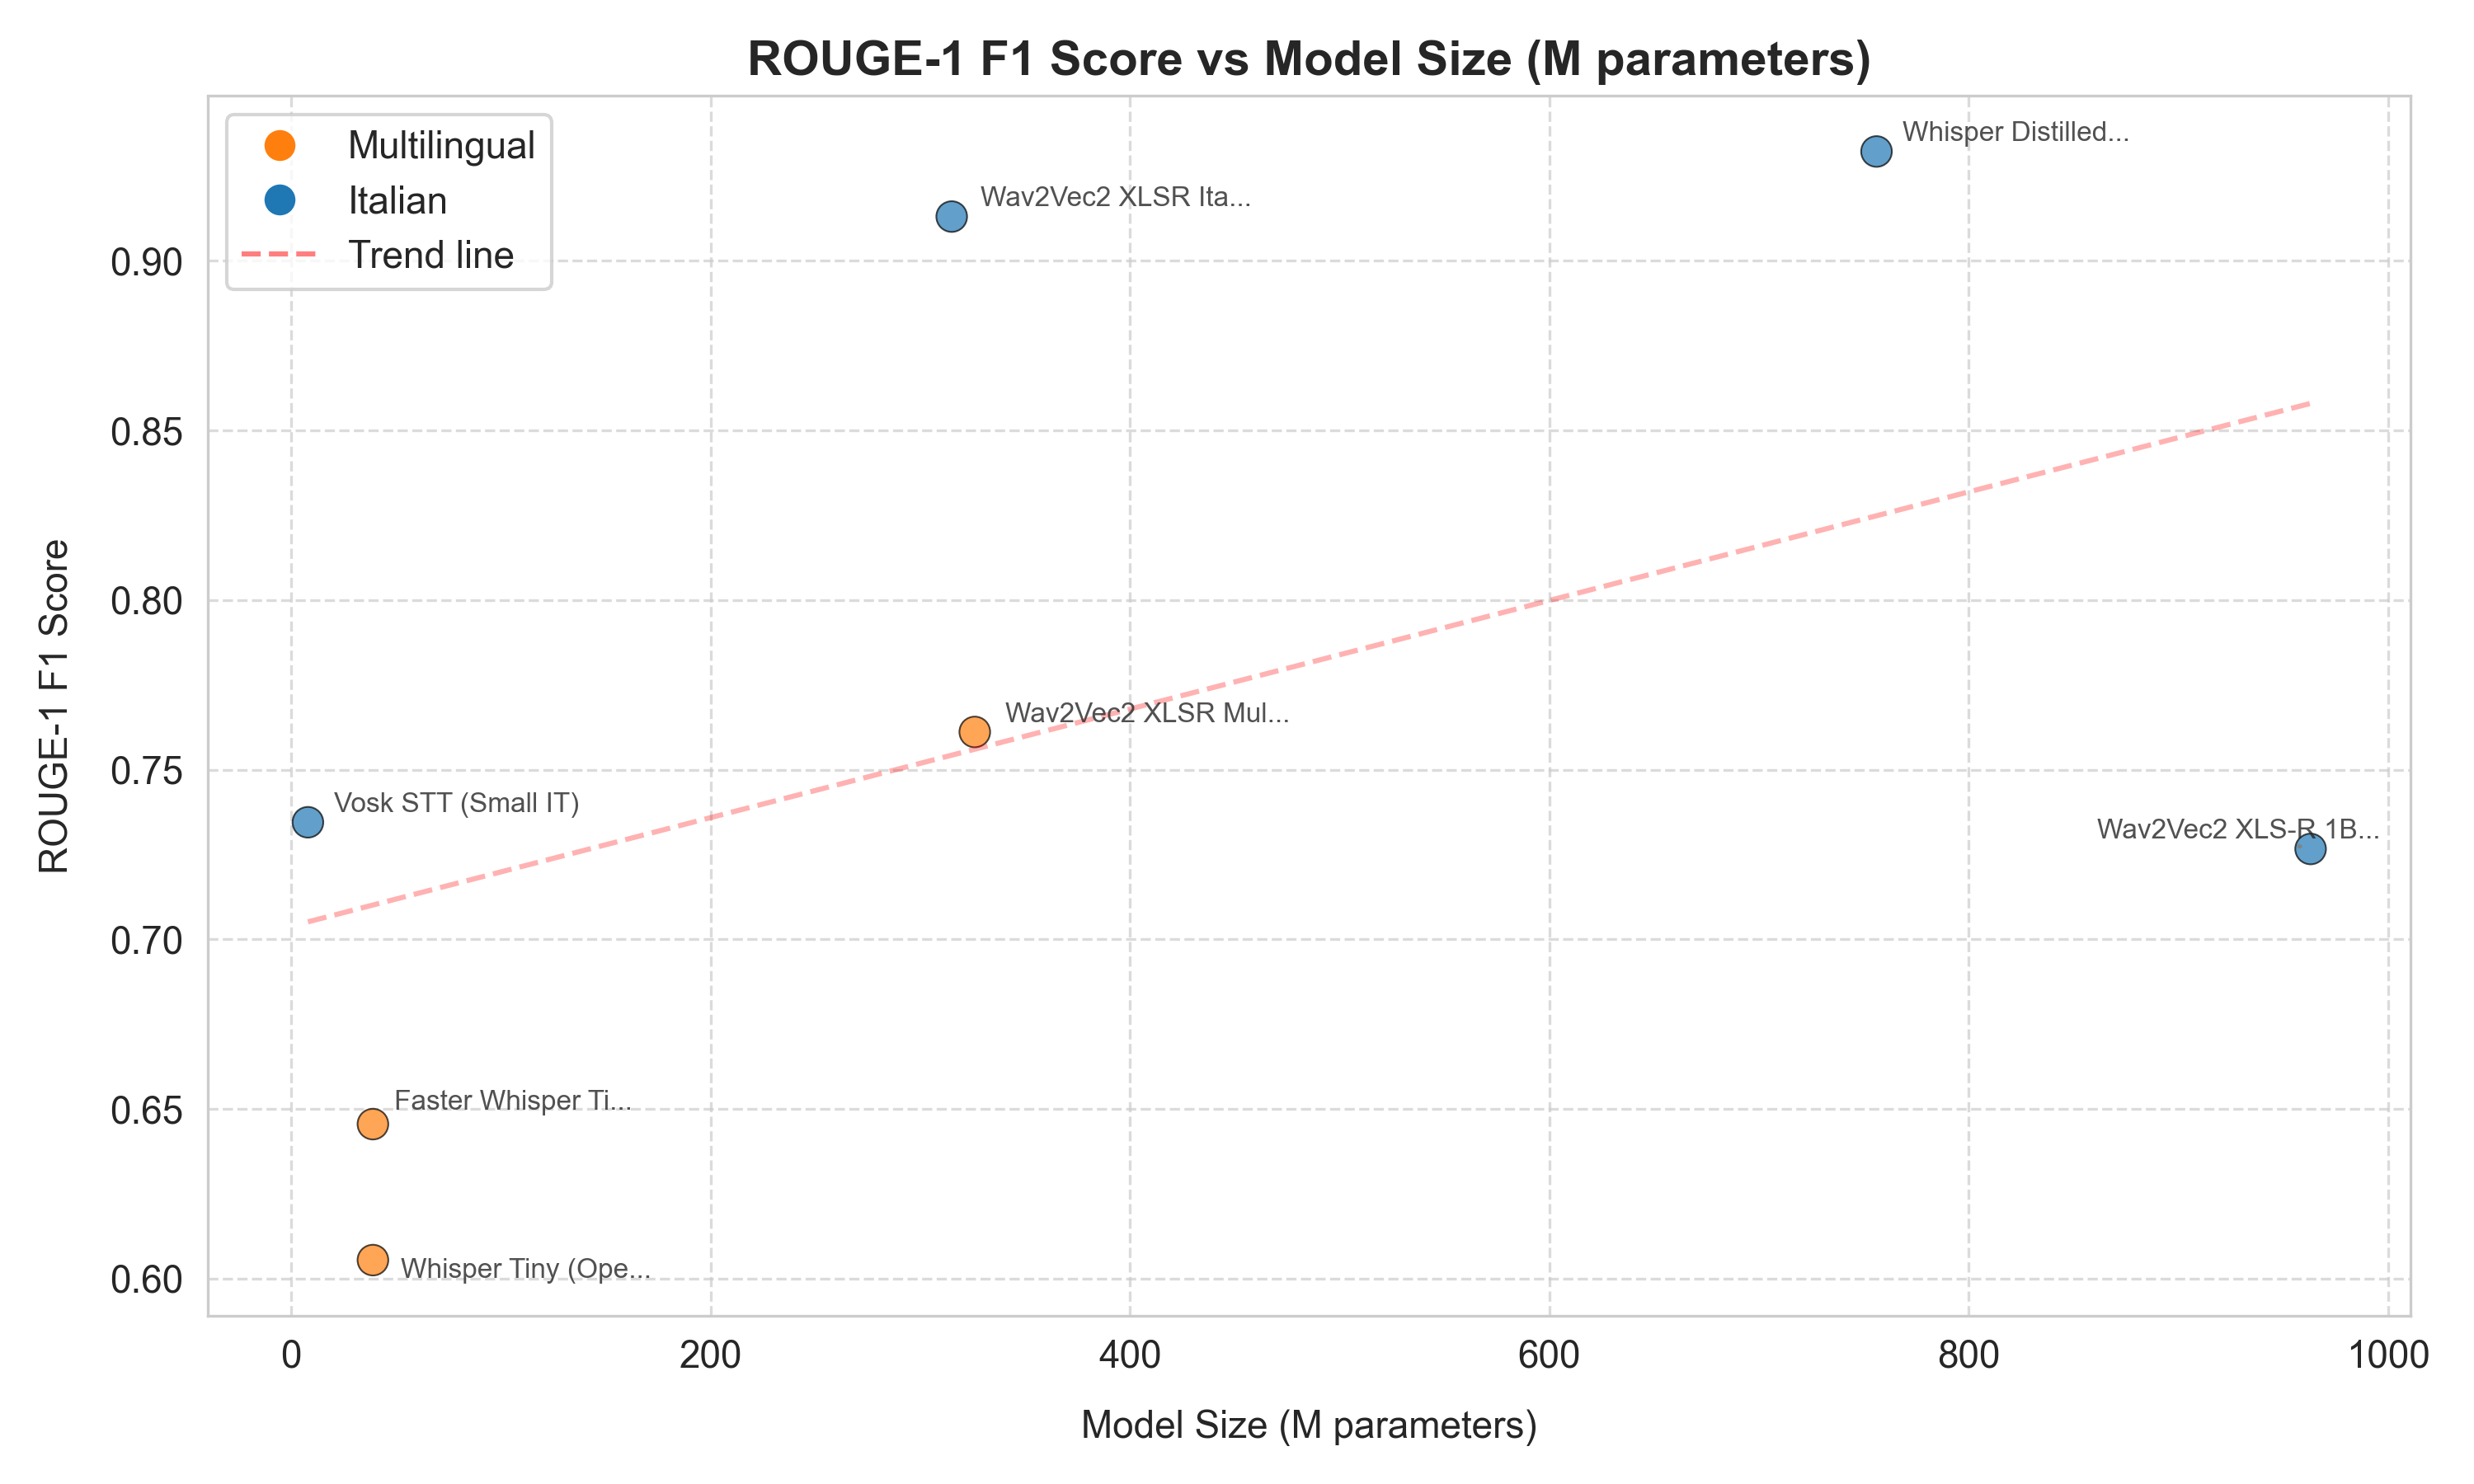 ROUGE-1 F1 Score vs Model Size (M parameters)
Multilingual
Italian
Trend line
Whisper Distilled...
Wav2Vec2 XLSR Ita...
Wav2Vec2 XLSR Mul...
Vosk STT (Small IT)
Wav2Vec2 XLS-R 1B...
Faster Whisper Ti...
Whisper Tiny (Ope...
ROUGE-1 F1 Score
0.90
0.85
0.80
0.75
0.70
0.65
0.60
0 200 400 600 800 1000
Model Size (M parameters)